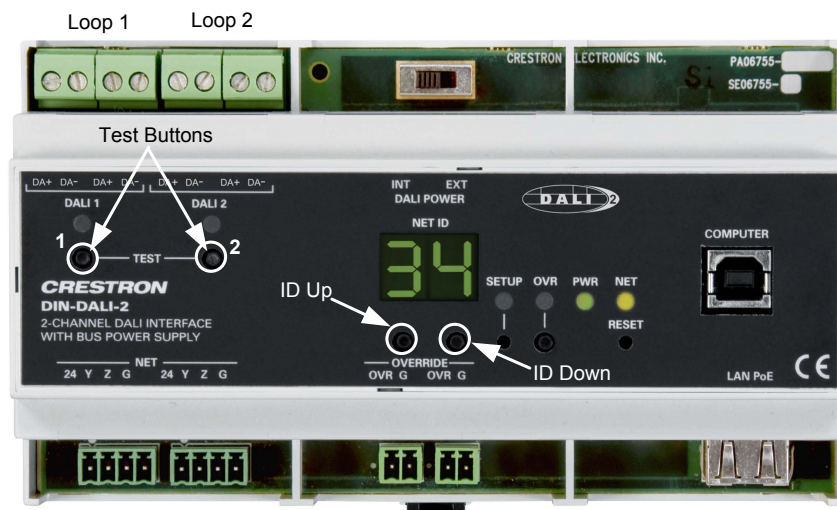 Loop 1 Loop 2
CRESTRON LECTRONICS INC.
PA06755-
SE06755-
Test Buttons
DA+ DA- DA+ DA- DA+ DA- DA+ DA-
DALI 1 DALI 2
INT EXT
DALI POWER
DALI 2
NET ID
34
COMPUTER
1 TEST 2
CRESTRON
DIN-DALI-2
2-CHANNEL DALI INTERFACE
WITH BUS POWER SUPPLY
ID Up
SETUP OVR PWR NET
RESET
ID Down
NET
24 Y Z G 24 Y Z G
OVERRIDE
OVR G OVR G
LAN PoE CE